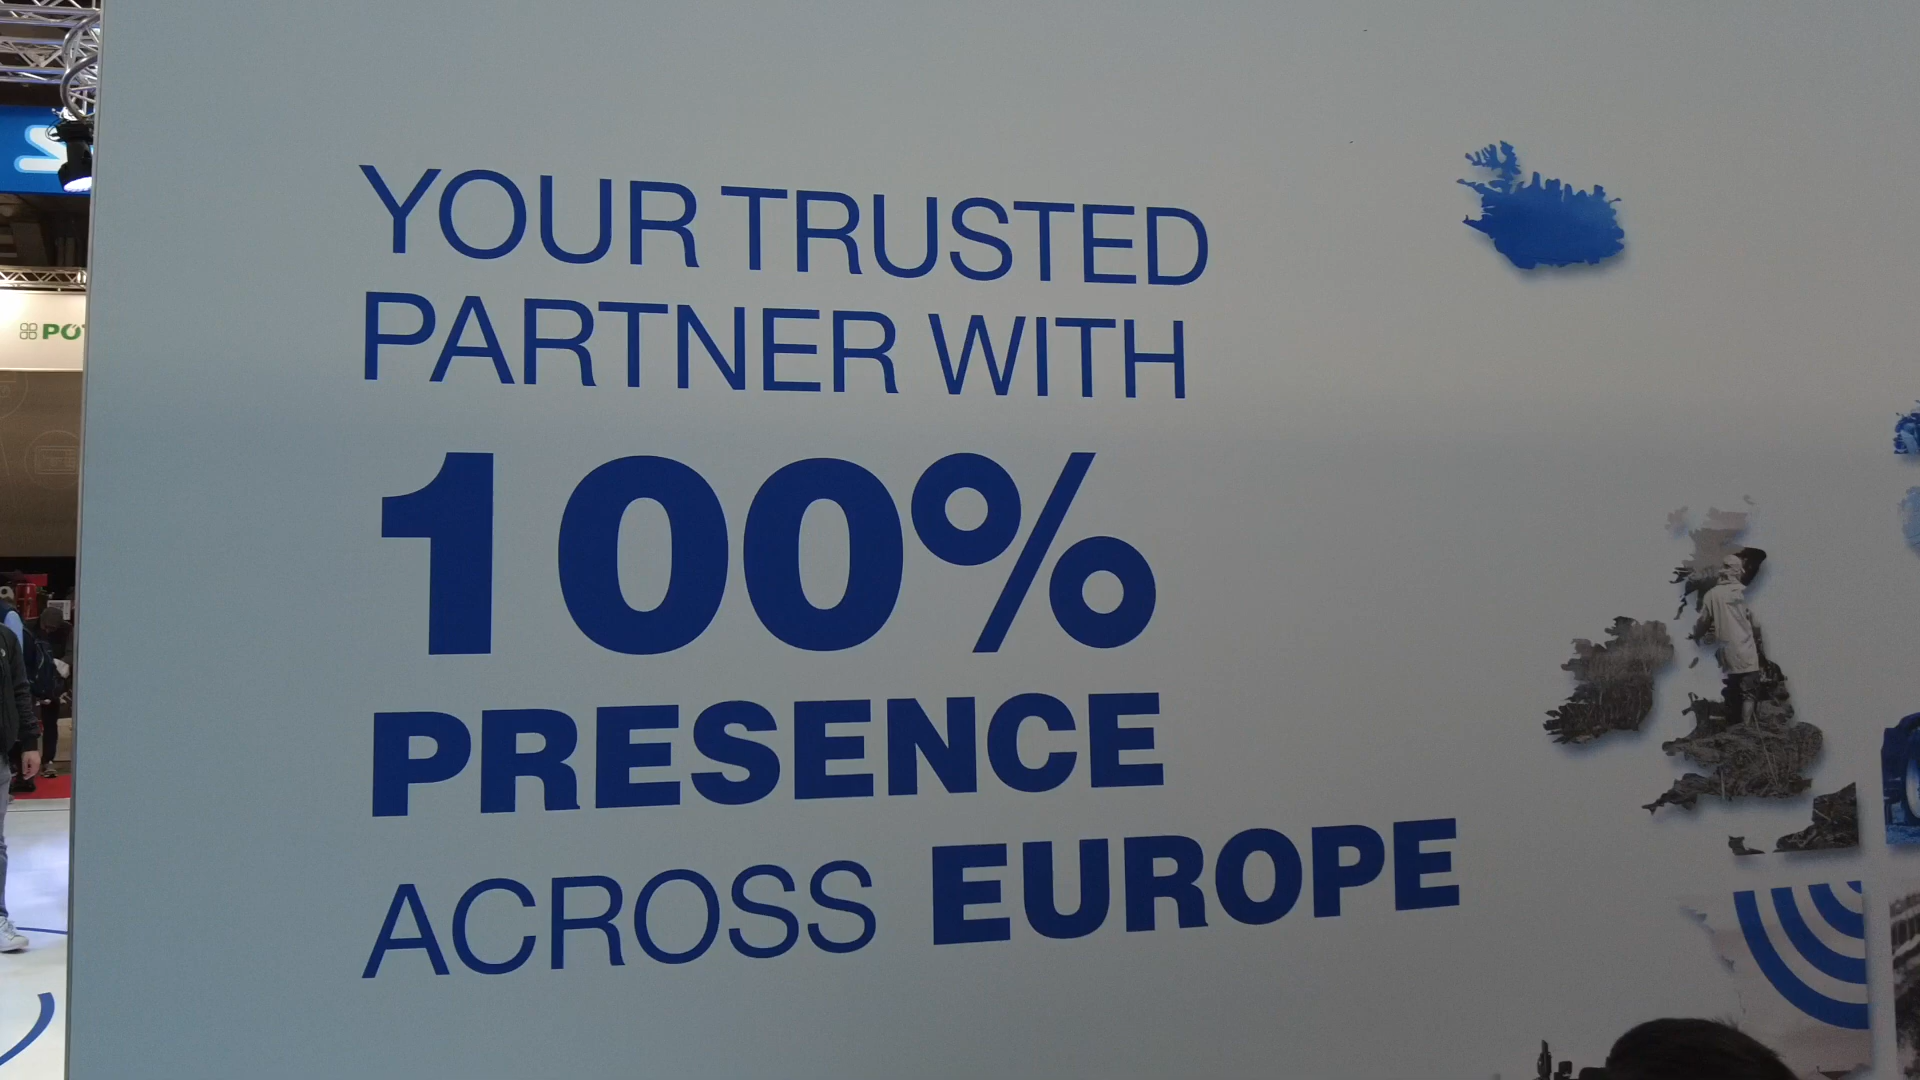 YOUR TRUSTED
PARTNER WITH
100%
PRESENCE
ACROSS EUROPE